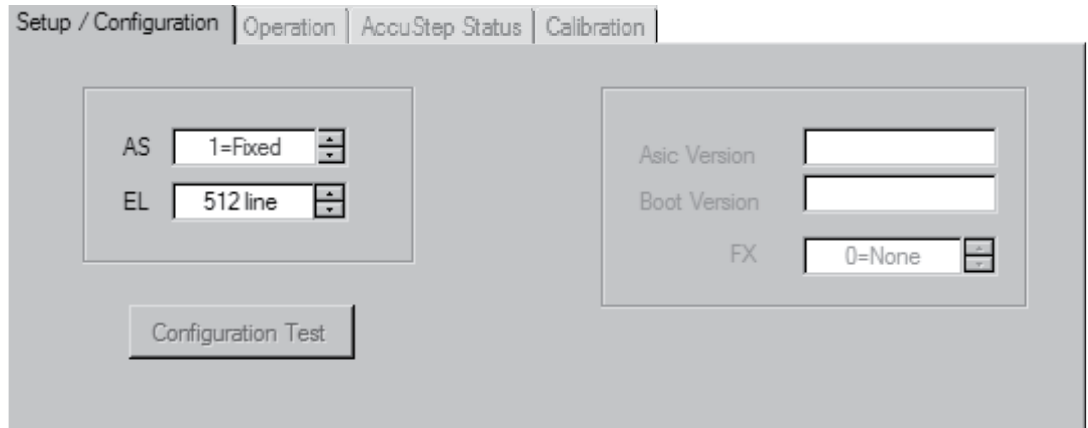 Setup / Configuration
Operation
AccuStep Status
Calibration
AS 1=Fixed
EL 512 line
Configuration Test
Asic Version
Boot Version
FX 0=None